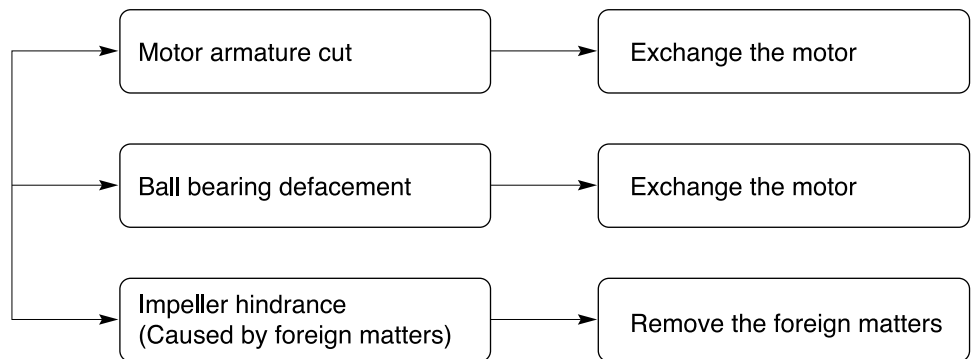 Motor armature cut
Exchange the motor
Ball bearing defacement
Exchange the motor
Impeller hindrance
(Caused by foreign matters)
Remove the foreign matters